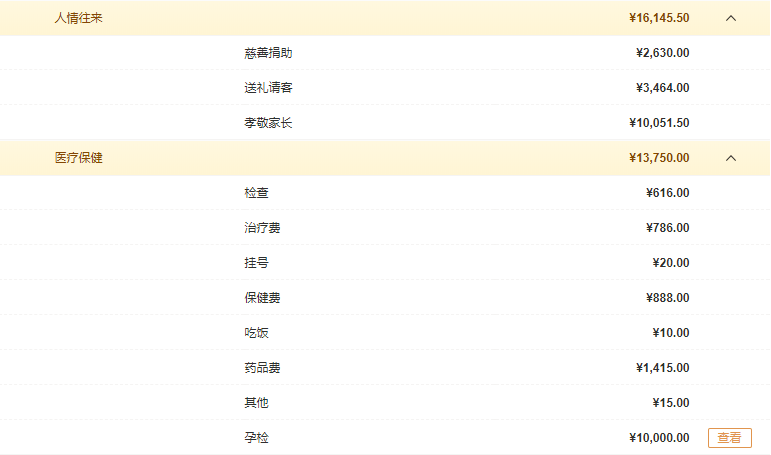 人情往来 ¥16,145.50
慈善捐助 ¥2,630.00
送礼请客 ¥3,464.00
孝敬家长 ¥10,051.50
医疗保健 ¥13,750.00
检查 ¥616.00
治疗费 ¥786.00
挂号 ¥20.00
保健费 ¥888.00
吃饭 ¥10.00
药品费 ¥1,415.00
其他 ¥15.00
孕检 ¥10,000.00 查看